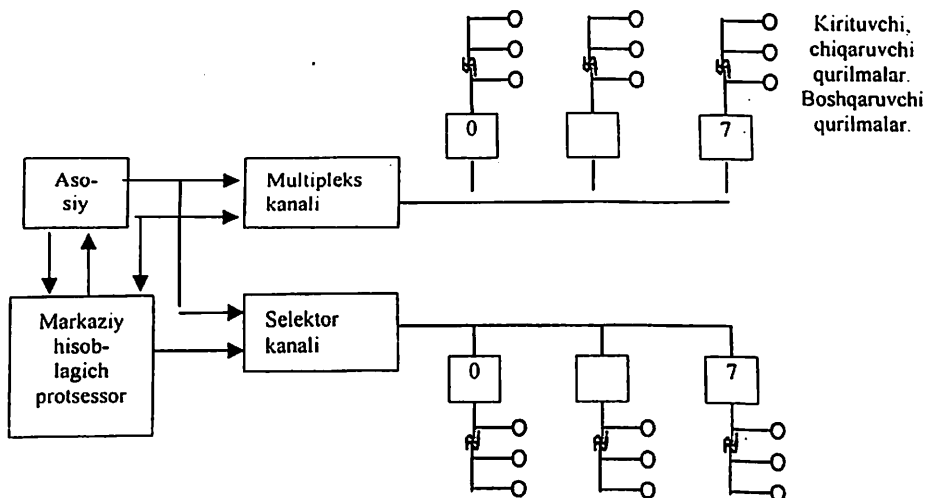 Kirituvchi,
chiqaruvchi
qurilmalar.
Boshqaruvchi
qurilmalar.
0
7
Aso-
siy
Multipleks
kanali
Markaziy
hisob-
lagich
protsessor
Selektor
kanali
0
7